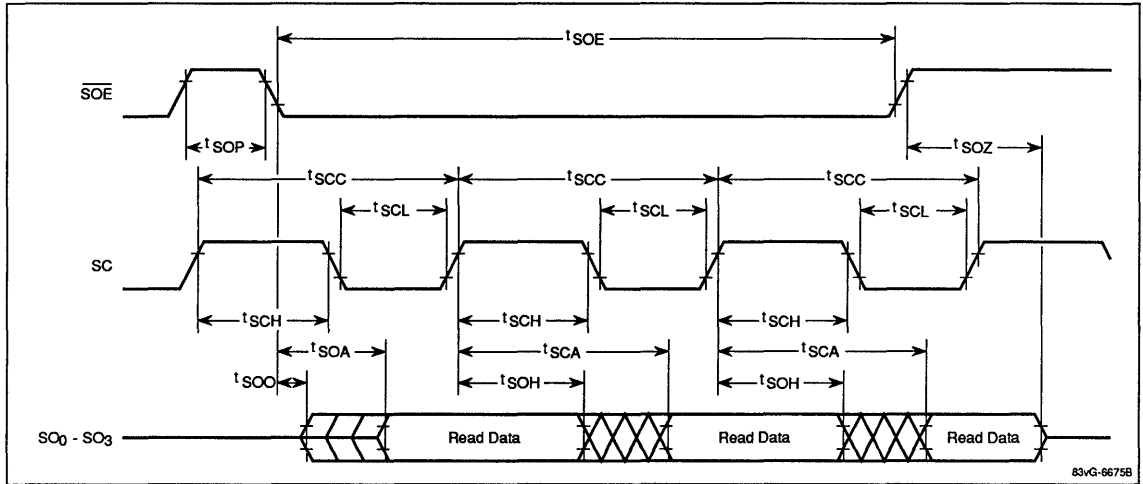 tSOE
SOE
tSOP
tSOZ
tSCC tSCC tSCC
tSCL tSCL tSCL
SC
tSCH tSCH tSCH
tSOA tSCA tSCA
tSOO tSOH tSOH
SO0 - SO3 Read Data Read Data Read Data
83vG-6675B